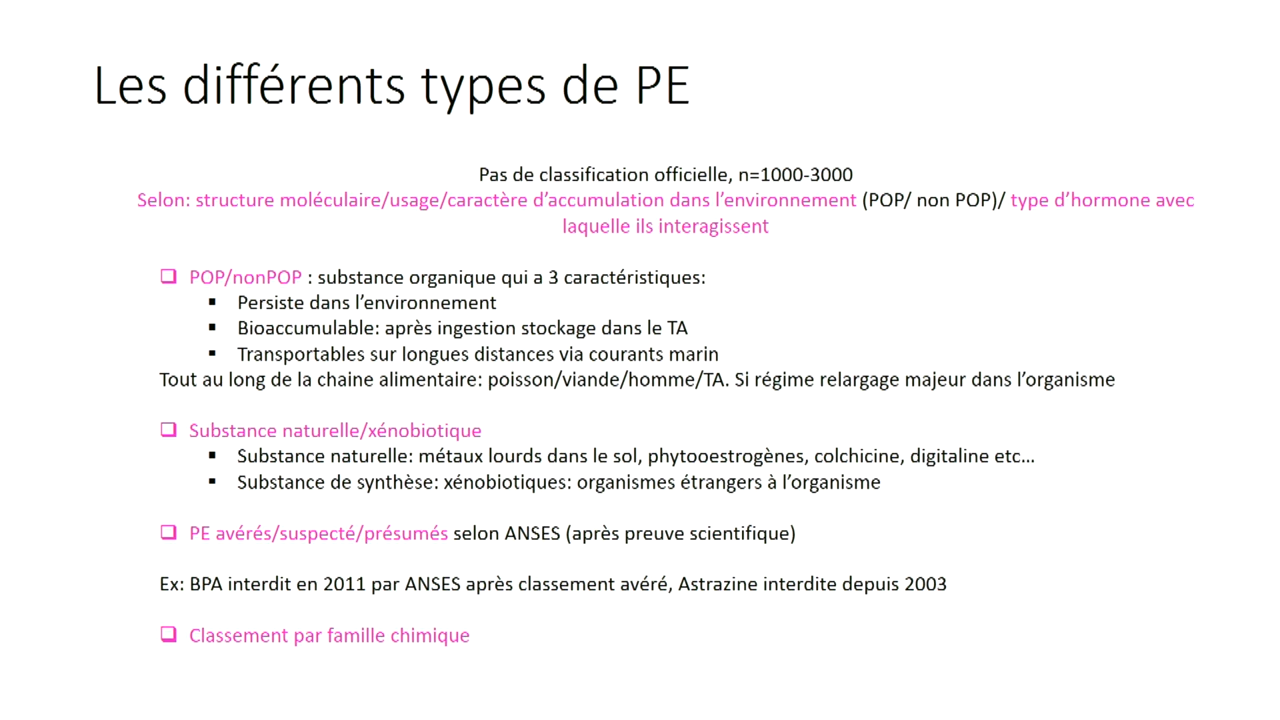 Les différents types de PE
Pas de classification officielle, n=1000-3000
Selon: structure moléculaire/usage/caractère d’accumulation dans l’environnement (POP/ non POP)/ type d’hormone avec
laquelle ils interagissent
❑ POP/nonPOP : substance organique qui a 3 caractéristiques:
▪ Persiste dans l’environnement
▪ Bioaccumulable: après ingestion stockage dans le TA
▪ Transportables sur longues distances via courants marin
Tout au long de la chaine alimentaire: poisson/viande/homme/TA. Si régime relargage majeur dans l’organisme
❑ Substance naturelle/xénobiotique
▪ Substance naturelle: métaux lourds dans le sol, phytooestrogènes, colchicine, digitaline etc…
▪ Substance de synthèse: xénobiotiques: organismes étrangers à l’organisme
❑ PE avérés/suspecté/présumés selon ANSES (après preuve scientifique)
Ex: BPA interdit en 2011 par ANSES après classement avéré, Astrazine interdite depuis 2003
❑ Classement par famille chimique